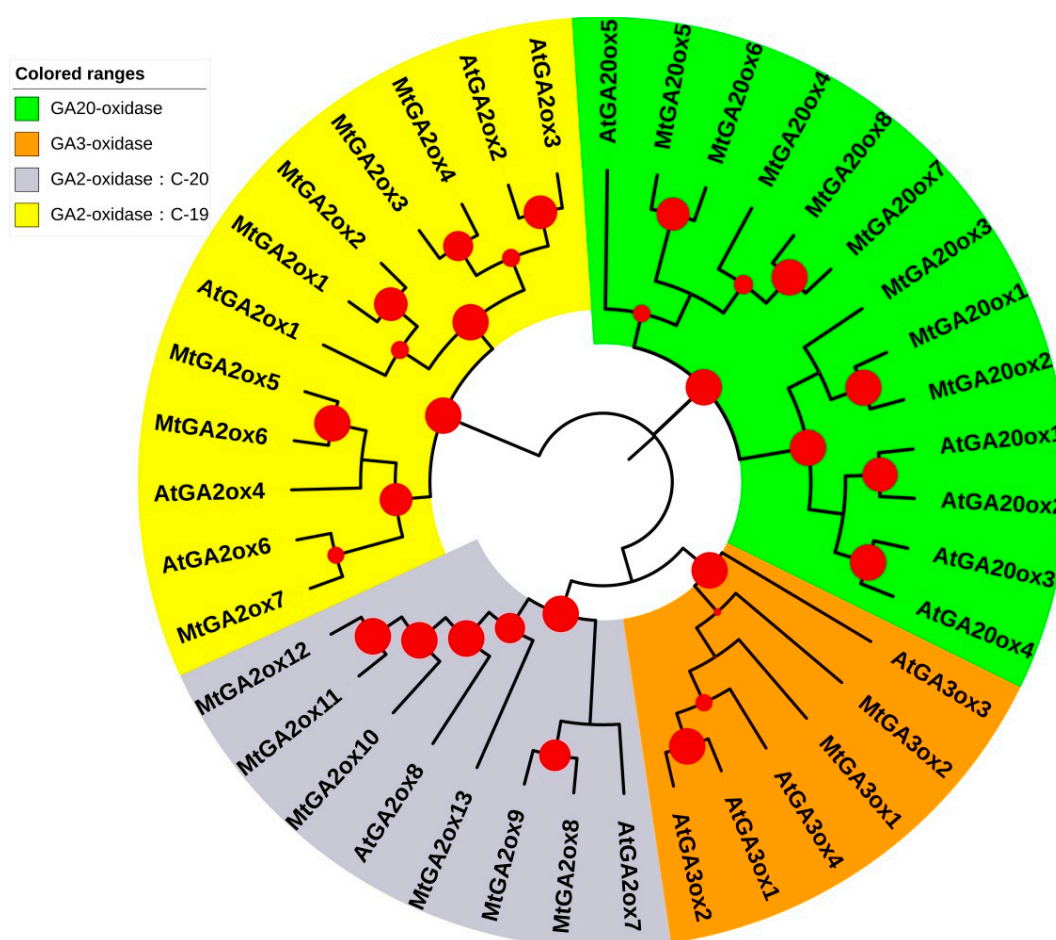 Colored ranges
GA20-oxidase
GA3-oxidase
GA2-oxidase：C-20
GA2-oxidase：C-19
AtGA20ox5
MtGA20ox5
MtGA20ox6
MtGA20ox4
MtGA20ox8
MtGA20ox7
MtGA20ox3
MtGA20ox1
MtGA20ox2
AtGA20ox1
AtGA20ox2
AtGA20ox3
AtGA20ox4
AtGA3ox3
MtGA3ox2
MtGA3ox1
AtGA3ox4
AtGA3ox1
AtGA3ox2
AtGA2ox7
MtGA2ox8
MtGA2ox9
MtGA2ox13
AtGA2ox8
MtGA2ox10
MtGA2ox11
MtGA2ox12
MtGA2ox7
AtGA2ox6
AtGA2ox4
MtGA2ox6
MtGA2ox5
AtGA2ox1
MtGA2ox1
MtGA2ox2
MtGA2ox3
MtGA2ox4
AtGA2ox2
AtGA2ox3